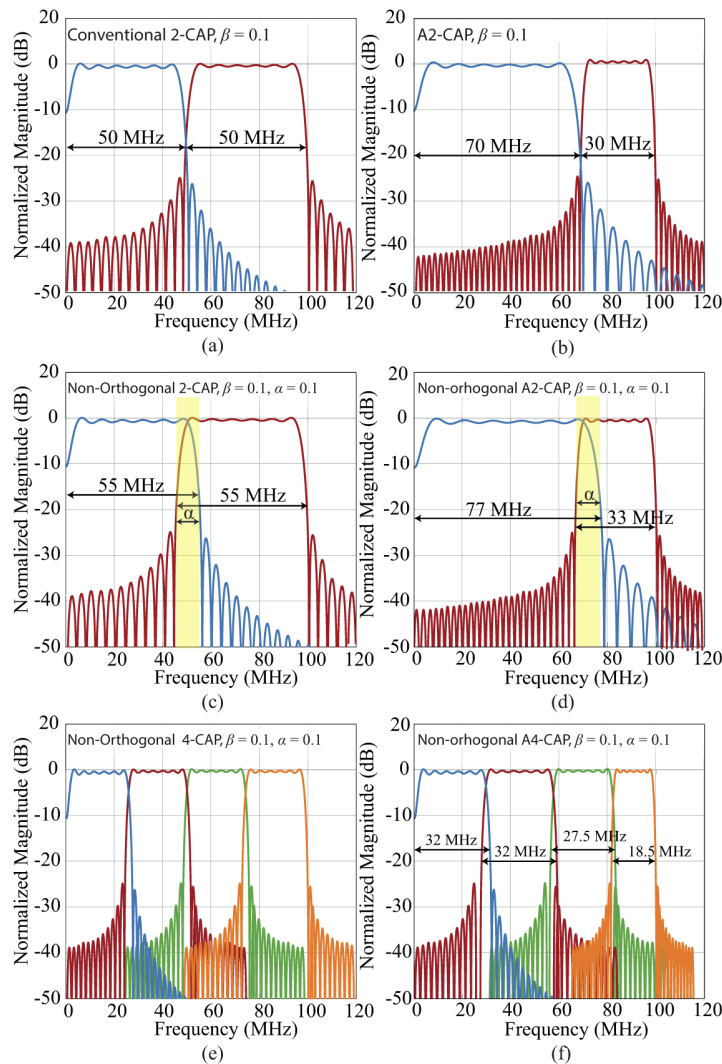 Conventional 2-CAP, β = 0.1
Normalized Magnitude (dB)
20
10
0
-10
-20
-30
-40
-50
50 MHz
50 MHz
0
20
40
60
80
100
120
Frequency (MHz)
(a)
A2-CAP, β = 0.1
Normalized Magnitude (dB)
20
10
0
-10
-20
-30
-40
-50
70 MHz
30 MHz
0
20
40
60
80
100
120
Frequency (MHz)
(b)
Non-Orthogonal 2-CAP, β = 0.1, α = 0.1
Normalized Magnitude (dB)
20
10
0
-10
-20
-30
-40
-50
55 MHz
55 MHz
α
0
20
40
60
80
100
120
Frequency (MHz)
(c)
Non-orhogonal A2-CAP, β = 0.1, α = 0.1
Normalized Magnitude (dB)
20
10
0
-10
-20
-30
-40
-50
α
77 MHz
33 MHz
0
20
40
60
80
100
120
Frequency (MHz)
(d)
Non-Orthogonal 4-CAP, β = 0.1, α = 0.1
Normalized Magnitude (dB)
20
10
0
-10
-20
-30
-40
-50
0
20
40
60
80
100
120
Frequency (MHz)
(e)
Non-orhogonal A4-CAP, β = 0.1, α = 0.1
Normalized Magnitude (dB)
20
10
0
-10
-20
-30
-40
-50
32 MHz
32 MHz
27.5 MHz
18.5 MHz
0
20
40
60
80
100
120
Frequency (MHz)
(f)